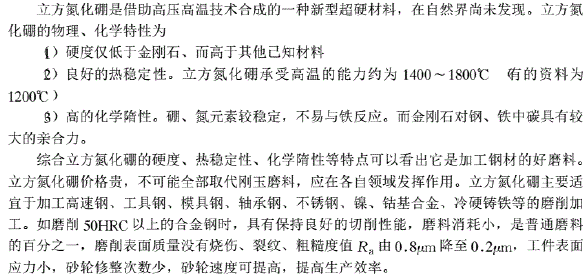 立方氮化硼是借助高压高温技术合成的一种新型超硬材料，在自然界尚未发现。立方氮
化硼的物理、化学特性为
1）硬度仅低于金刚石、而高于其他已知材料
2）良好的热稳定性。立方氮化硼承受高温的能力约为 1400～1800℃ 有的资料为
1200℃）
3）高的化学隋性。硼、氮元素较稳定，不易与铁反应。而金刚石对钢、铁中碳具有较
大的亲合力。
综合立方氮化硼的硬度、热稳定性、化学隋性等特点可以看出它是加工钢材的好磨料。
立方氮化硼价格贵，不可能全部取代刚玉磨料，应在各自领域发挥作用。立方氮化硼主要适
宜于加工高速钢、工具钢、模具钢、轴承钢、不锈钢、镍、钴基合金、冷硬铸铁等的磨削加
工。如磨削 50HRC 以上的合金钢时，具有保持良好的切削性能，磨料消耗小，是普通磨料
的百分之一，磨削表面质量没有烧伤、裂纹、粗糙度值 Ra 由 0.8μm 降至 0.2μm，工件表面
应力小，砂轮修整次数少，砂轮速度可提高，提高生产效率。